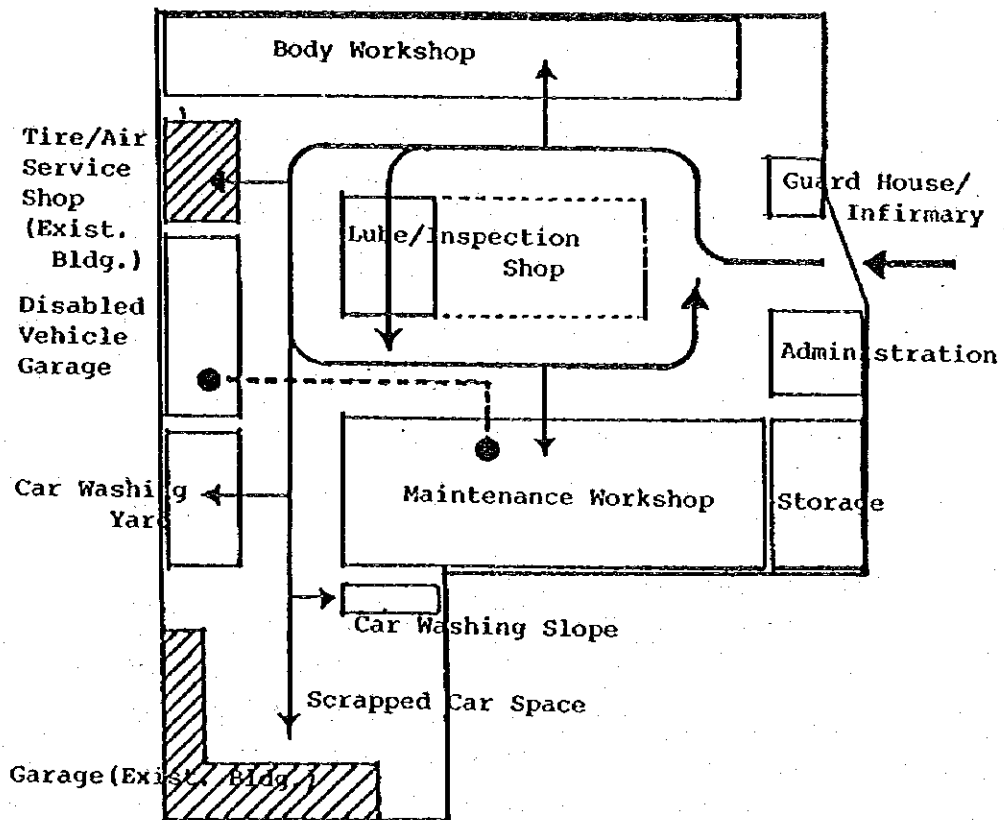 Body Workshop
Tire/Air
Service
Shop
(Exist.
Bldg.)
Guard House/
Infirmary
Lube/Inspection
Shop
Disabled
Vehicle
Garage
Administration
Car Washing
Yard
Maintenance Workshop
Storage
Car Washing Slope
Scrapped Car Space
Garage(Exist. Bldg.)